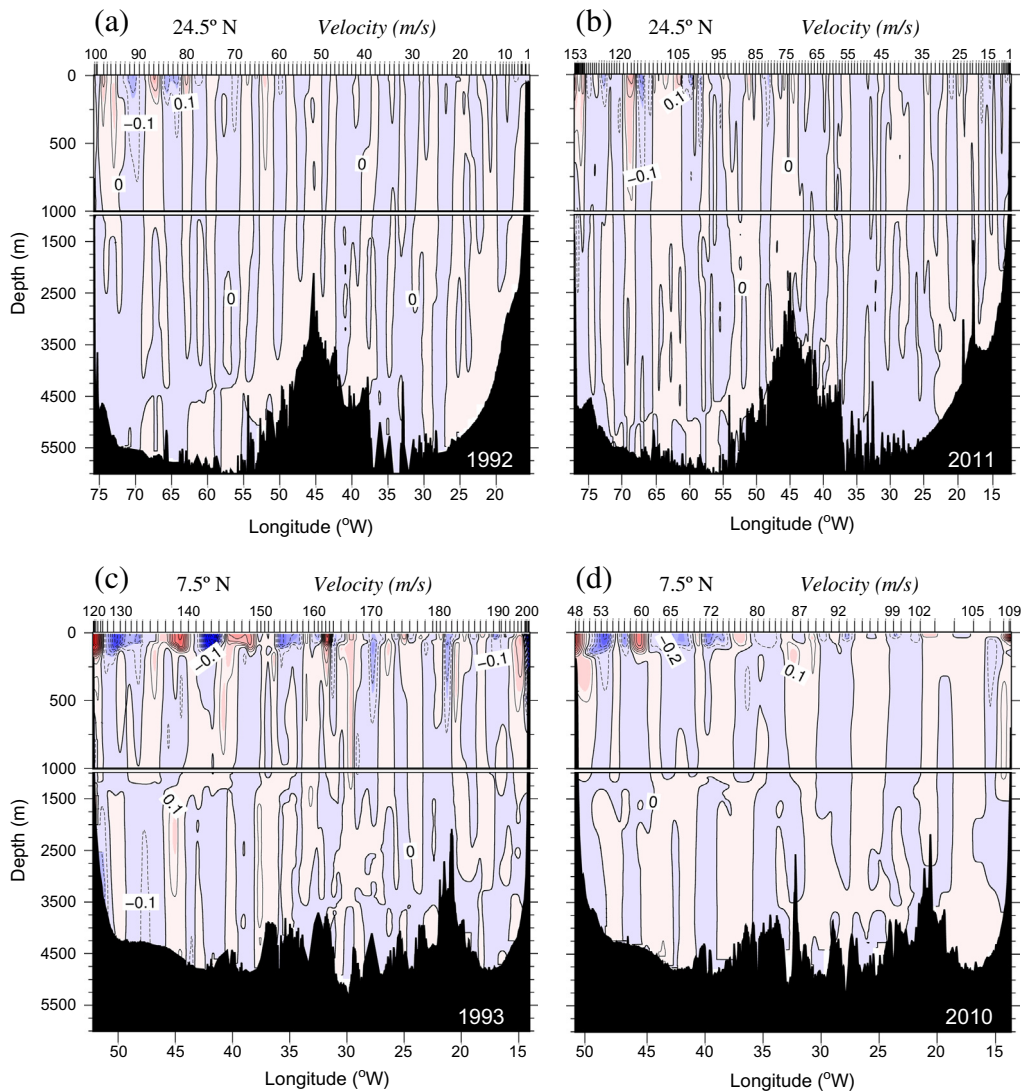 (a) 24.5º N Velocity (m/s)
100 90 80 70 60 50 40 30 20 10 1
0
500
1000
1500
2500
3500
4500
5500
Depth (m)
0.1
−0.1
0
0
0
0
1992
75 70 65 60 55 50 45 40 35 30 25 20
Longitude (°W)
(b) 24.5º N Velocity (m/s)
153 120 105 95 85 75 65 55 45 35 25 15 1
0.1
−0.1
0
0
2011
75 70 65 60 55 50 45 40 35 30 25 20 15
Longitude (°W)
(c) 7.5º N Velocity (m/s)
120 130 140 150 160 170 180 190 200
0
500
1000
1500
2500
3500
4500
5500
Depth (m)
−0.1
−0.1
0.1
0
−0.1
1993
50 45 40 35 30 25 20 15
Longitude (°W)
(d) 7.5º N Velocity (m/s)
48 53 60 65 72 80 87 92 99 102 105 109
−0.2
0.1
0
2010
50 45 40 35 30 25 20 15
Longitude (°W)